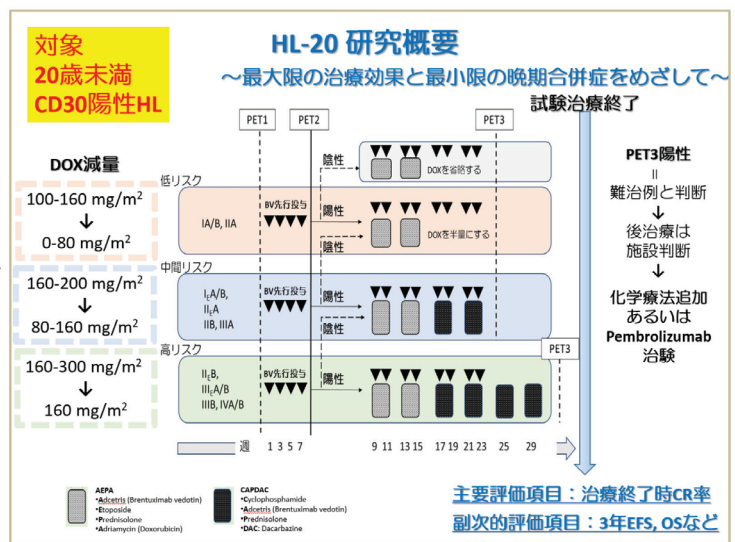 対象
20歳未満
CD30陽性HL
HL-20 研究概要
～最大限の治療効果と最小限の晩期合併症をめざして～
試験治療終了
PET1
PET2
PET3
DOX減量
100-160 mg/m²
↓
0-80 mg/m²
160-200 mg/m²
↓
80-160 mg/m²
160-300 mg/m²
↓
160 mg/m²
陰性
DOXを省略する
低リスク
IA/B, IIA
BV先行投与
陽性
陰性
DOXを半量にする
中間リスク
I_EA/B,
II_EA
IIB, IIIA
BV先行投与
陽性
陰性
高リスク
II_EB,
III_EA/B
IIIB, IVA/B
BV先行投与
陽性
PET3
PET3陽性
=
難治例と判断
↓
後治療は
施設判断
↓
化学療法追加
あるいは
Pembrolizumab
治験
週 1 3 5 7 9 11 13 15 17 19 21 23 25 29
AEPA
•Adcetris (Brentuximab vedotin)
•Etoposide
•Prednisolone
•Adriamycin (Doxorubicin)
CAPDAC
•Cyclophosphamide
•Adcetris (Brentuximab vedotin)
•Prednisolone
•DAC: Dacarbazine
主要評価項目：治療終了時CR率
副次的評価項目：3年EFS, OSなど